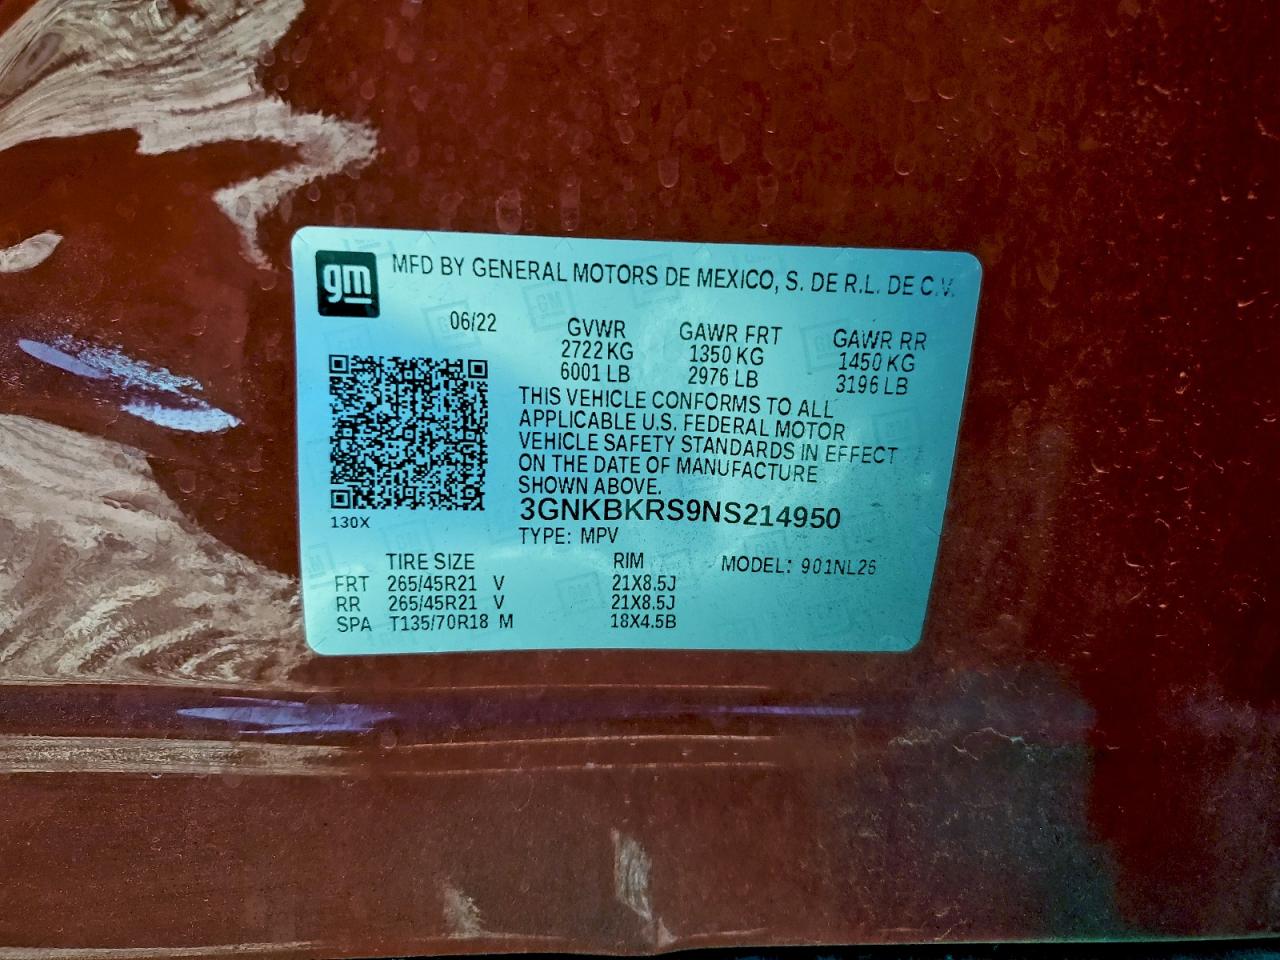 gm MFD BY GENERAL MOTORS DE MEXICO, S. DE R.L. DE C.V.
06/22 GVWR GAWR FRT GAWR RR
2722 KG 1350 KG 1450 KG
6001 LB 2976 LB 3196 LB
THIS VEHICLE CONFORMS TO ALL
APPLICABLE U.S. FEDERAL MOTOR
VEHICLE SAFETY STANDARDS IN EFFECT
ON THE DATE OF MANUFACTURE
SHOWN ABOVE.
3GNKBKRS9NS214950
130X
TYPE: MPV
TIRE SIZE RIM MODEL: 901NL26
FRT 265/45R21 V 21X8.5J
RR 265/45R21 V 21X8.5J
SPA T135/70R18 M 18X4.5B